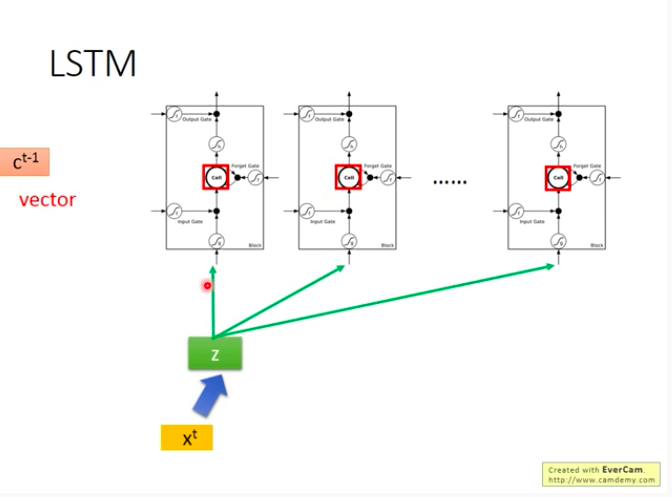 LSTM
c^t-1
vector
Output Gate
Forget Gate
Cell
Input Gate
Block
Output Gate
Forget Gate
Cell
Input Gate
Block
......
Output Gate
Forget Gate
Cell
Input Gate
Block
z
x^t
Created with EverCam.
http://www.camdemy.com